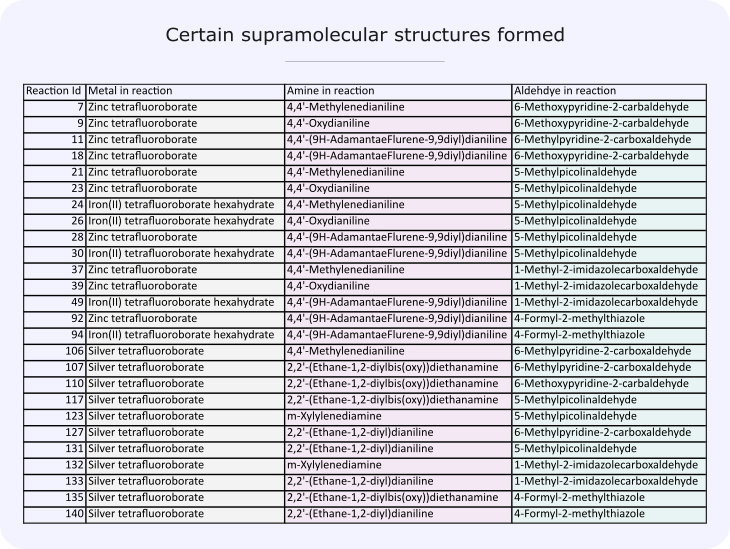 Certain supramolecular structures formed
Reaction Id Metal in reaction Amine in reaction Aldehdye in reaction
7 Zinc tetrafluoroborate 4,4'-Methylenedianiline 6-Methoxypyridine-2-carbaldehyde
9 Zinc tetrafluoroborate 4,4'-Oxydianiline 6-Methoxypyridine-2-carbaldehyde
11 Zinc tetrafluoroborate 4,4'-(9H-AdamantaeFlurene-9,9diyl)dianiline 6-Methylpyridine-2-carboxaldehyde
18 Zinc tetrafluoroborate 4,4'-(9H-AdamantaeFlurene-9,9diyl)dianiline 6-Methoxypyridine-2-carbaldehyde
21 Zinc tetrafluoroborate 4,4'-Methylenedianiline 5-Methylpicolinaldehyde
23 Zinc tetrafluoroborate 4,4'-Oxydianiline 5-Methylpicolinaldehyde
24 Iron(II) tetrafluoroborate hexahydrate 4,4'-Methylenedianiline 5-Methylpicolinaldehyde
26 Iron(II) tetrafluoroborate hexahydrate 4,4'-Oxydianiline 5-Methylpicolinaldehyde
28 Zinc tetrafluoroborate 4,4'-(9H-AdamantaeFlurene-9,9diyl)dianiline 5-Methylpicolinaldehyde
30 Iron(II) tetrafluoroborate hexahydrate 4,4'-(9H-AdamantaeFlurene-9,9diyl)dianiline 5-Methylpicolinaldehyde
37 Zinc tetrafluoroborate 4,4'-Methylenedianiline 1-Methyl-2-imidazolecarboxaldehyde
39 Zinc tetrafluoroborate 4,4'-Oxydianiline 1-Methyl-2-imidazolecarboxaldehyde
49 Iron(II) tetrafluoroborate hexahydrate 4,4'-(9H-AdamantaeFlurene-9,9diyl)dianiline 1-Methyl-2-imidazolecarboxaldehyde
92 Zinc tetrafluoroborate 4,4'-(9H-AdamantaeFlurene-9,9diyl)dianiline 4-Formyl-2-methylthiazole
94 Iron(II) tetrafluoroborate hexahydrate 4,4'-(9H-AdamantaeFlurene-9,9diyl)dianiline 4-Formyl-2-methylthiazole
106 Silver tetrafluoroborate 4,4'-Methylenedianiline 6-Methylpyridine-2-carboxaldehyde
107 Silver tetrafluoroborate 2,2'-(Ethane-1,2-diylbis(oxy))diethanamine 6-Methylpyridine-2-carboxaldehyde
110 Silver tetrafluoroborate 2,2'-(Ethane-1,2-diylbis(oxy))diethanamine 6-Methoxypyridine-2-carbaldehyde
117 Silver tetrafluoroborate 2,2'-(Ethane-1,2-diylbis(oxy))diethanamine 5-Methylpicolinaldehyde
123 Silver tetrafluoroborate m-Xylylenediamine 5-Methylpicolinaldehyde
127 Silver tetrafluoroborate 2,2'-(Ethane-1,2-diyl)dianiline 6-Methylpyridine-2-carboxaldehyde
131 Silver tetrafluoroborate 2,2'-(Ethane-1,2-diyl)dianiline 5-Methylpicolinaldehyde
132 Silver tetrafluoroborate m-Xylylenediamine 1-Methyl-2-imidazolecarboxaldehyde
133 Silver tetrafluoroborate 2,2'-(Ethane-1,2-diyl)dianiline 1-Methyl-2-imidazolecarboxaldehyde
135 Silver tetrafluoroborate 2,2'-(Ethane-1,2-diylbis(oxy))diethanamine 4-Formyl-2-methylthiazole
140 Silver tetrafluoroborate 2,2'-(Ethane-1,2-diyl)dianiline 4-Formyl-2-methylthiazole